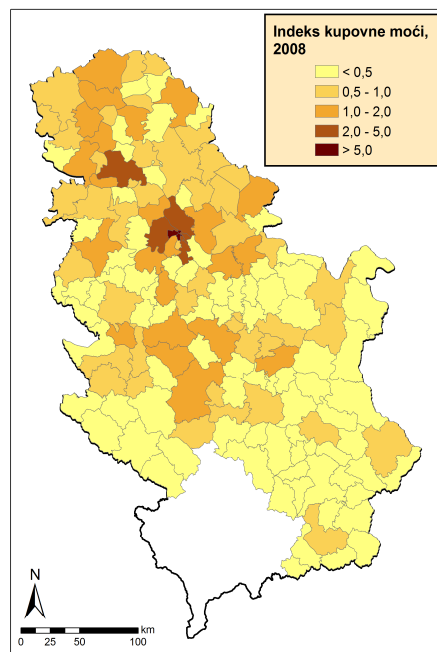 Indeks kupovne moći,
2008
< 0,5
0,5 - 1,0
1,0 - 2,0
2,0 - 5,0
> 5,0
N
km
0 25 50 100